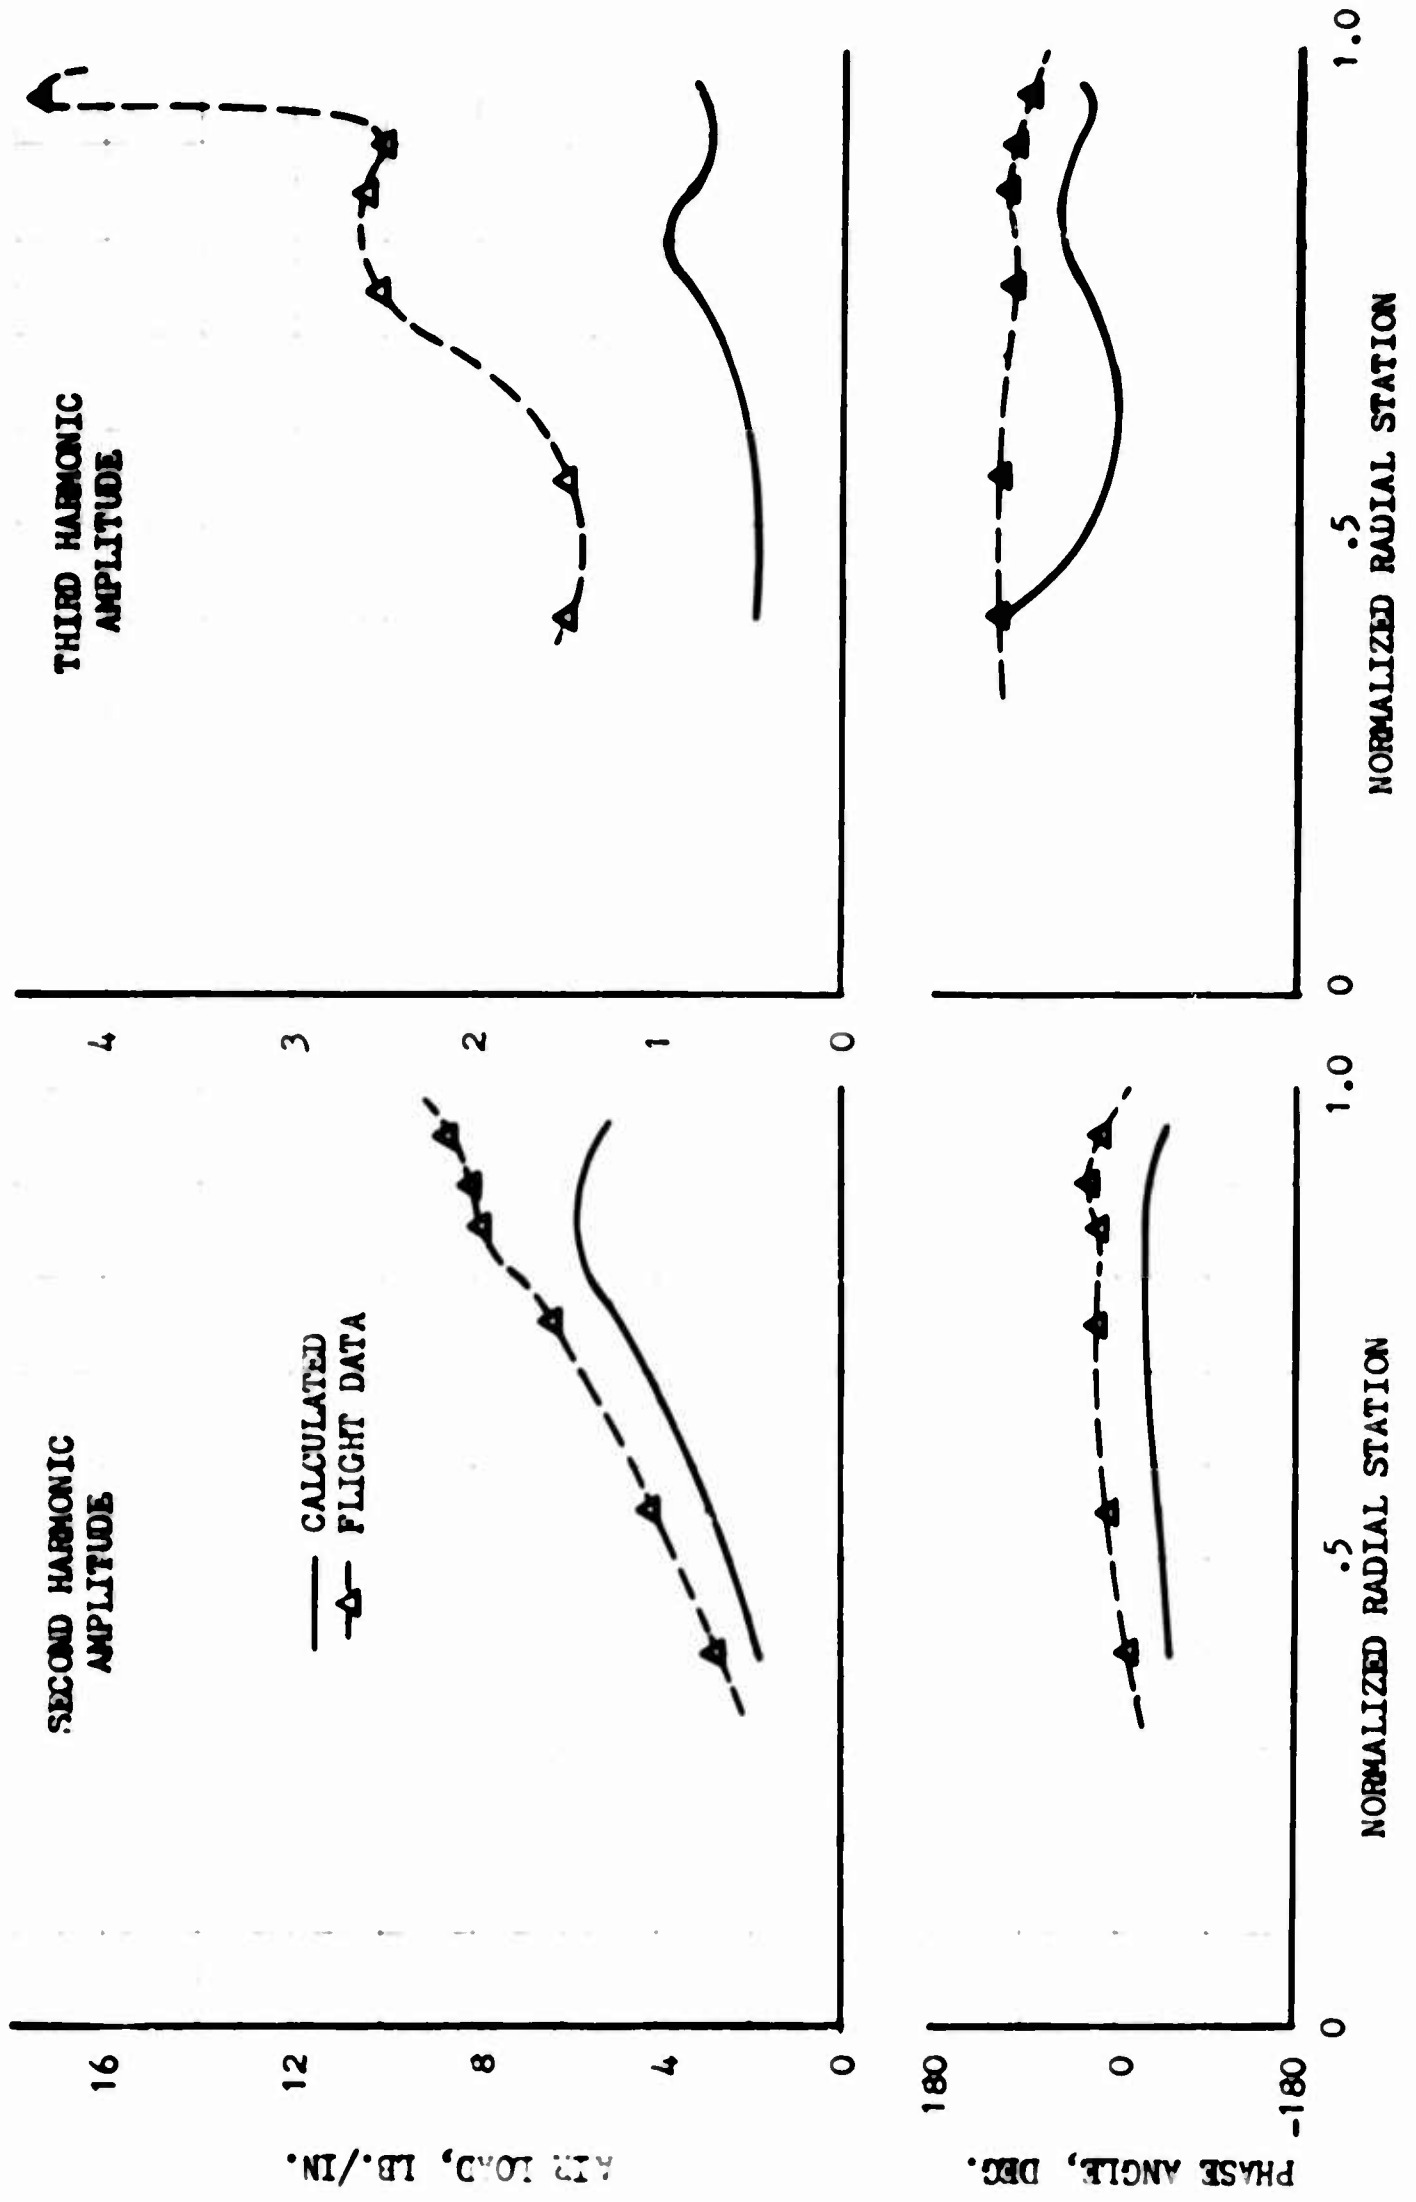 SECOND HARMONIC
AMPLITUDE
THIRD HARMONIC
AMPLITUDE
CALCULATED
FLIGHT DATA
AIR LOAD, LB./IN.
16
12
8
4
0
4
3
2
1
0
PHASE ANGLE, DEG.
180
0
-180
0
.5
1.0
NORMALIZED RADIAL STATION
0
.5
1.0
NORMALIZED RADIAL STATION